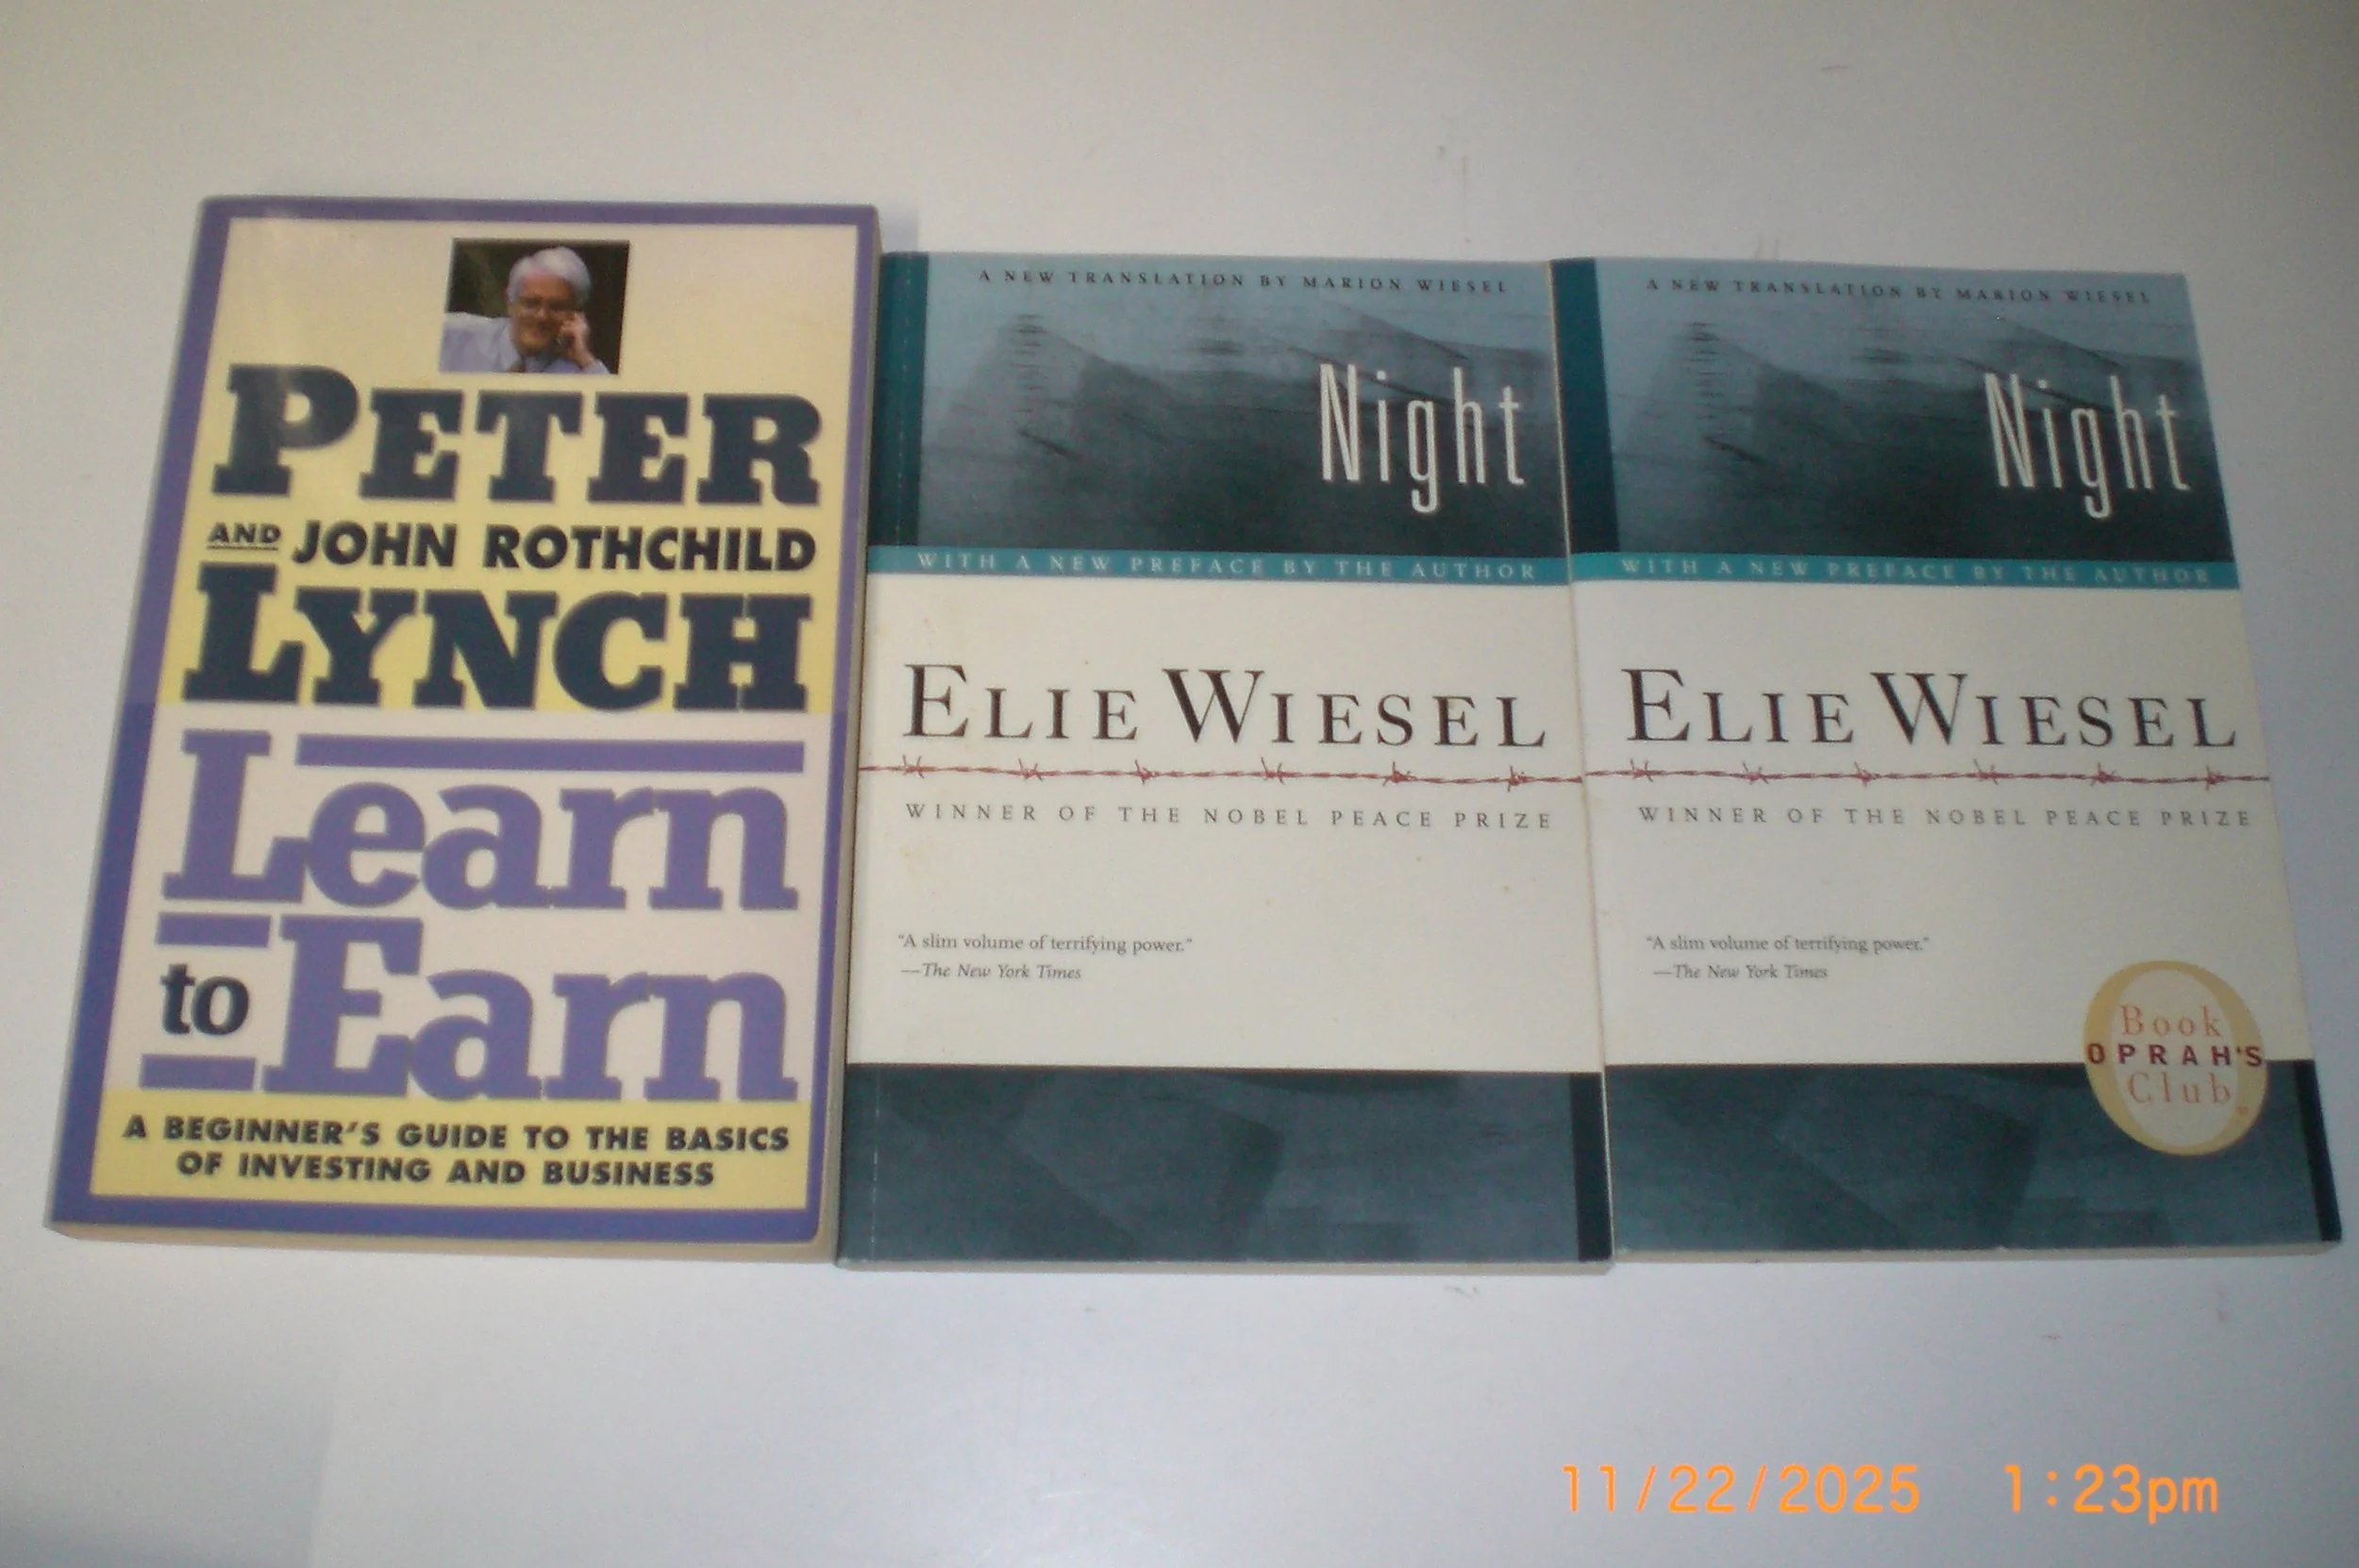 PETER
AND JOHN ROTHCHILD
LYNCH
Learn
to Earn
A BEGINNER'S GUIDE TO THE BASICS
OF INVESTING AND BUSINESS
A NEW TRANSLATION BY MARION WIESEL
Night
WITH A NEW PREFACE BY THE AUTHOR
ELIE WIESEL
WINNER OF THE NOBEL PEACE PRIZE
"A slim volume of terrifying power."
—The New York Times
A NEW TRANSLATION BY MARION WIESEL
Night
WITH A NEW PREFACE BY THE AUTHOR
ELIE WIESEL
WINNER OF THE NOBEL PEACE PRIZE
"A slim volume of terrifying power."
—The New York Times
Book
OPRAH'S
Club
11/22/2025 1:23pm